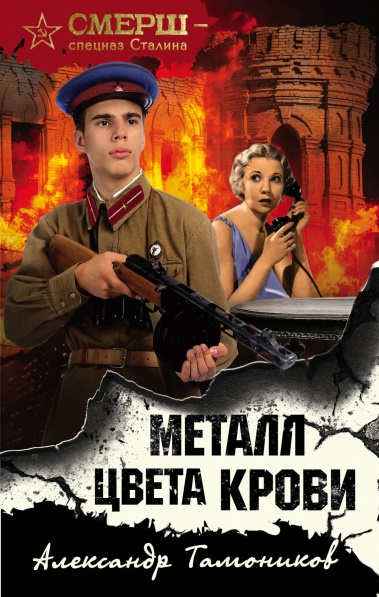 СМЕРШ –
спецназ Сталина
МЕТАЛЛ
ЦВЕТА КРОВИ
Александр Тамоников